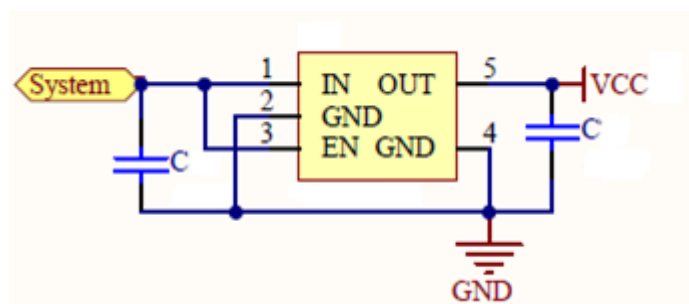 1 5
System IN OUT VCC
2
GND
C
3 4
EN GND
C
GND